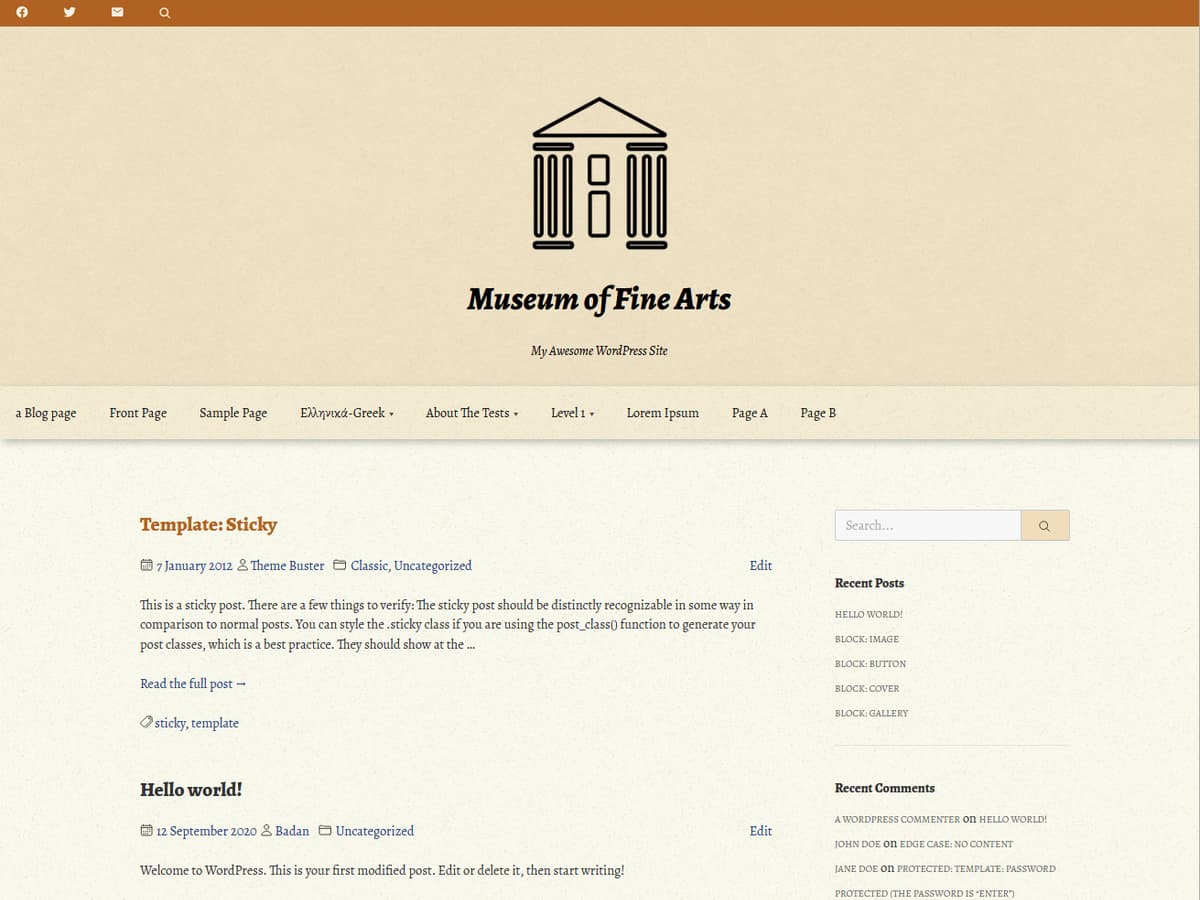 Museum of Fine Arts
My Awesome WordPress Site
a Blog page Front Page Sample Page Ελληνικά-Greek About The Tests Level 1 Lorem Ipsum Page A Page B
Template: Sticky
7 January 2012 Theme Buster Classic, Uncategorized Edit
This is a sticky post. There are a few things to verify: The sticky post should be distinctly recognizable in some way in
comparison to normal posts. You can style the .sticky class if you are using the post_class() function to generate your
post classes, which is a best practice. They should show at the ...
Read the full post →
sticky, template
Hello world!
12 September 2020 Badan Uncategorized Edit
Welcome to WordPress. This is your first modified post. Edit or delete it, then start writing!
Search...
Recent Posts
HELLO WORLD!
BLOCK: IMAGE
BLOCK: BUTTON
BLOCK: COVER
BLOCK: GALLERY
Recent Comments
A WORDPRESS COMMENTER on HELLO WORLD!
JOHN DOE on EDGE CASE: NO CONTENT
JANE DOE on PROTECTED: TEMPLATE: PASSWORD
PROTECTED (THE PASSWORD IS “ENTER”)